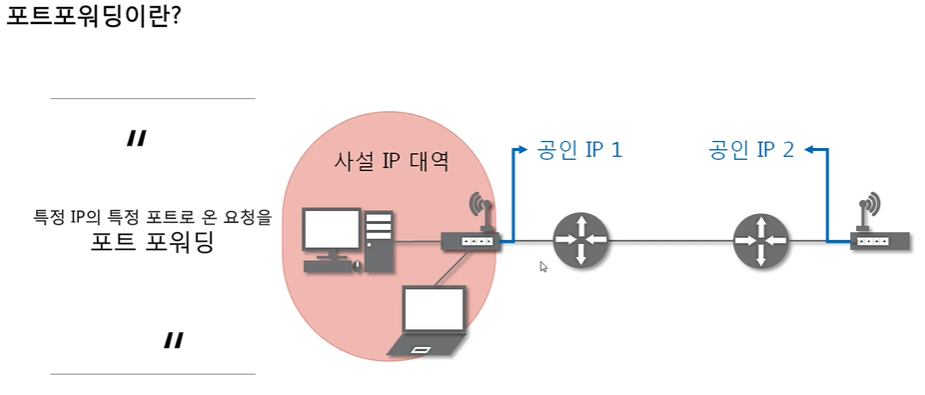 포트포워딩이란?
"
특정 IP의 특정 포트로 온 요청을
포트 포워딩
"
사설 IP 대역
공인 IP 1
공인 IP 2